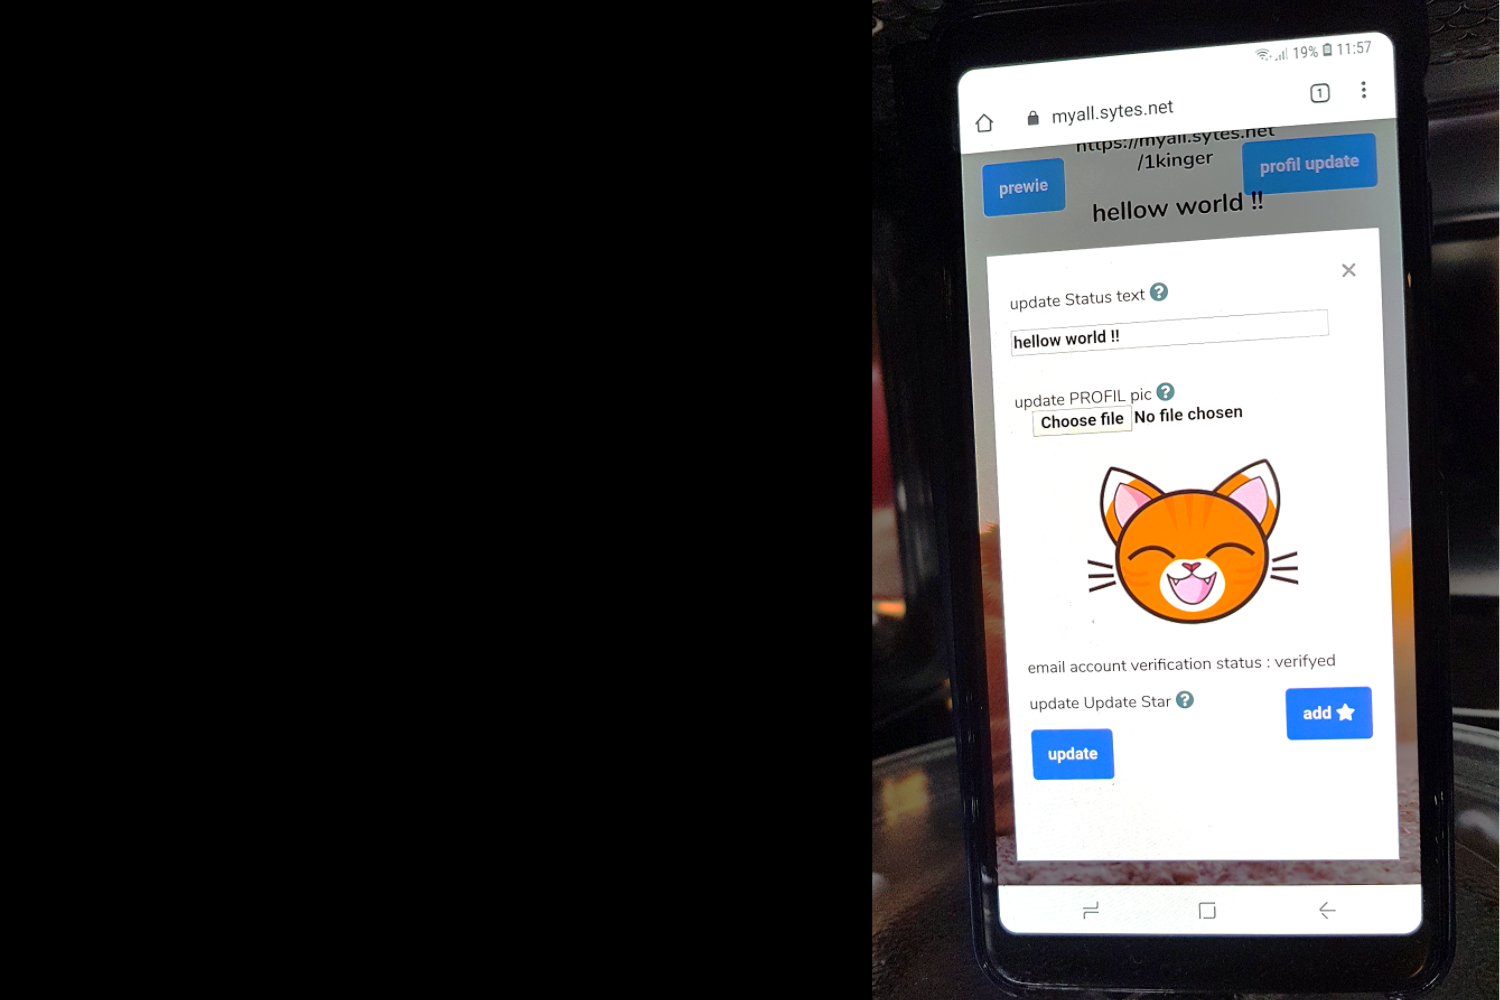 19% 11:57
myall.sytes.net
1
https://myall.sytes.net
/1kinger
prewie
profil update
hellow world !!
update Status text ?
hellow world !!
update PROFIL pic ?
Choose file No file chosen
email account verification status : verifyed
update Update Star ?
add
update